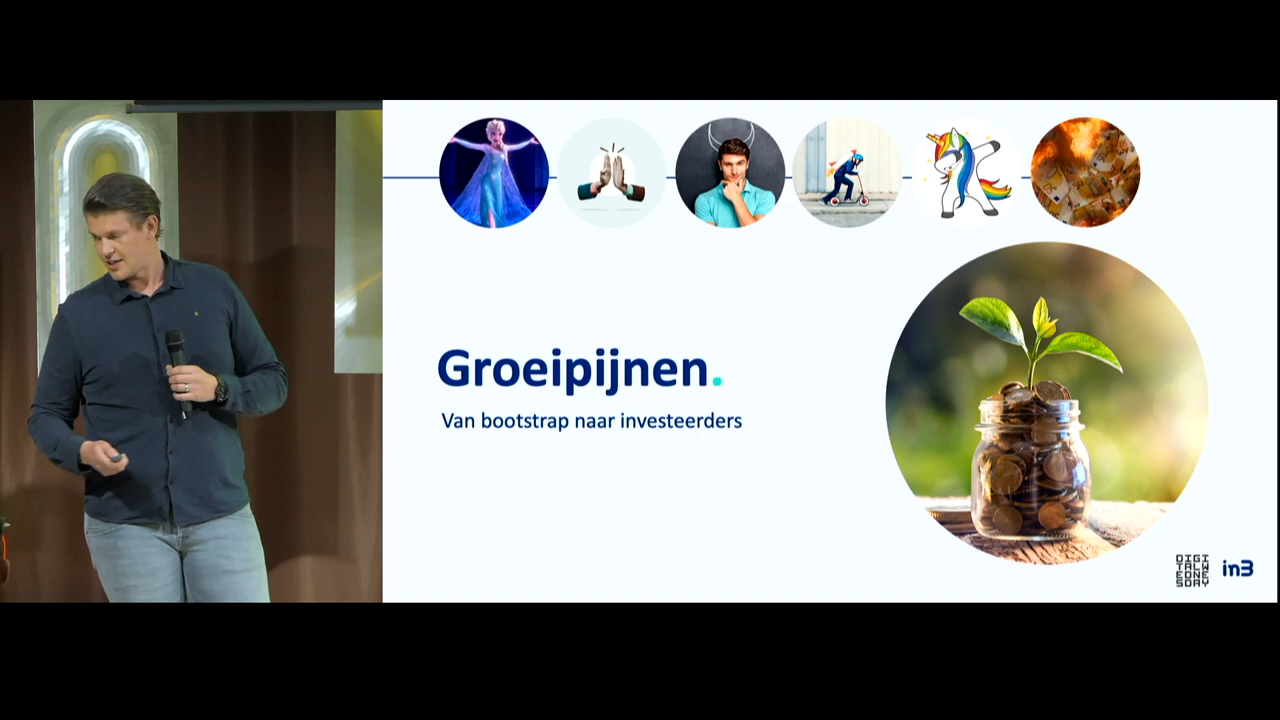 Groeipijnen.
Van bootstrap naar investeerders
DIGI
TALW
EDNE
SDAY
in3